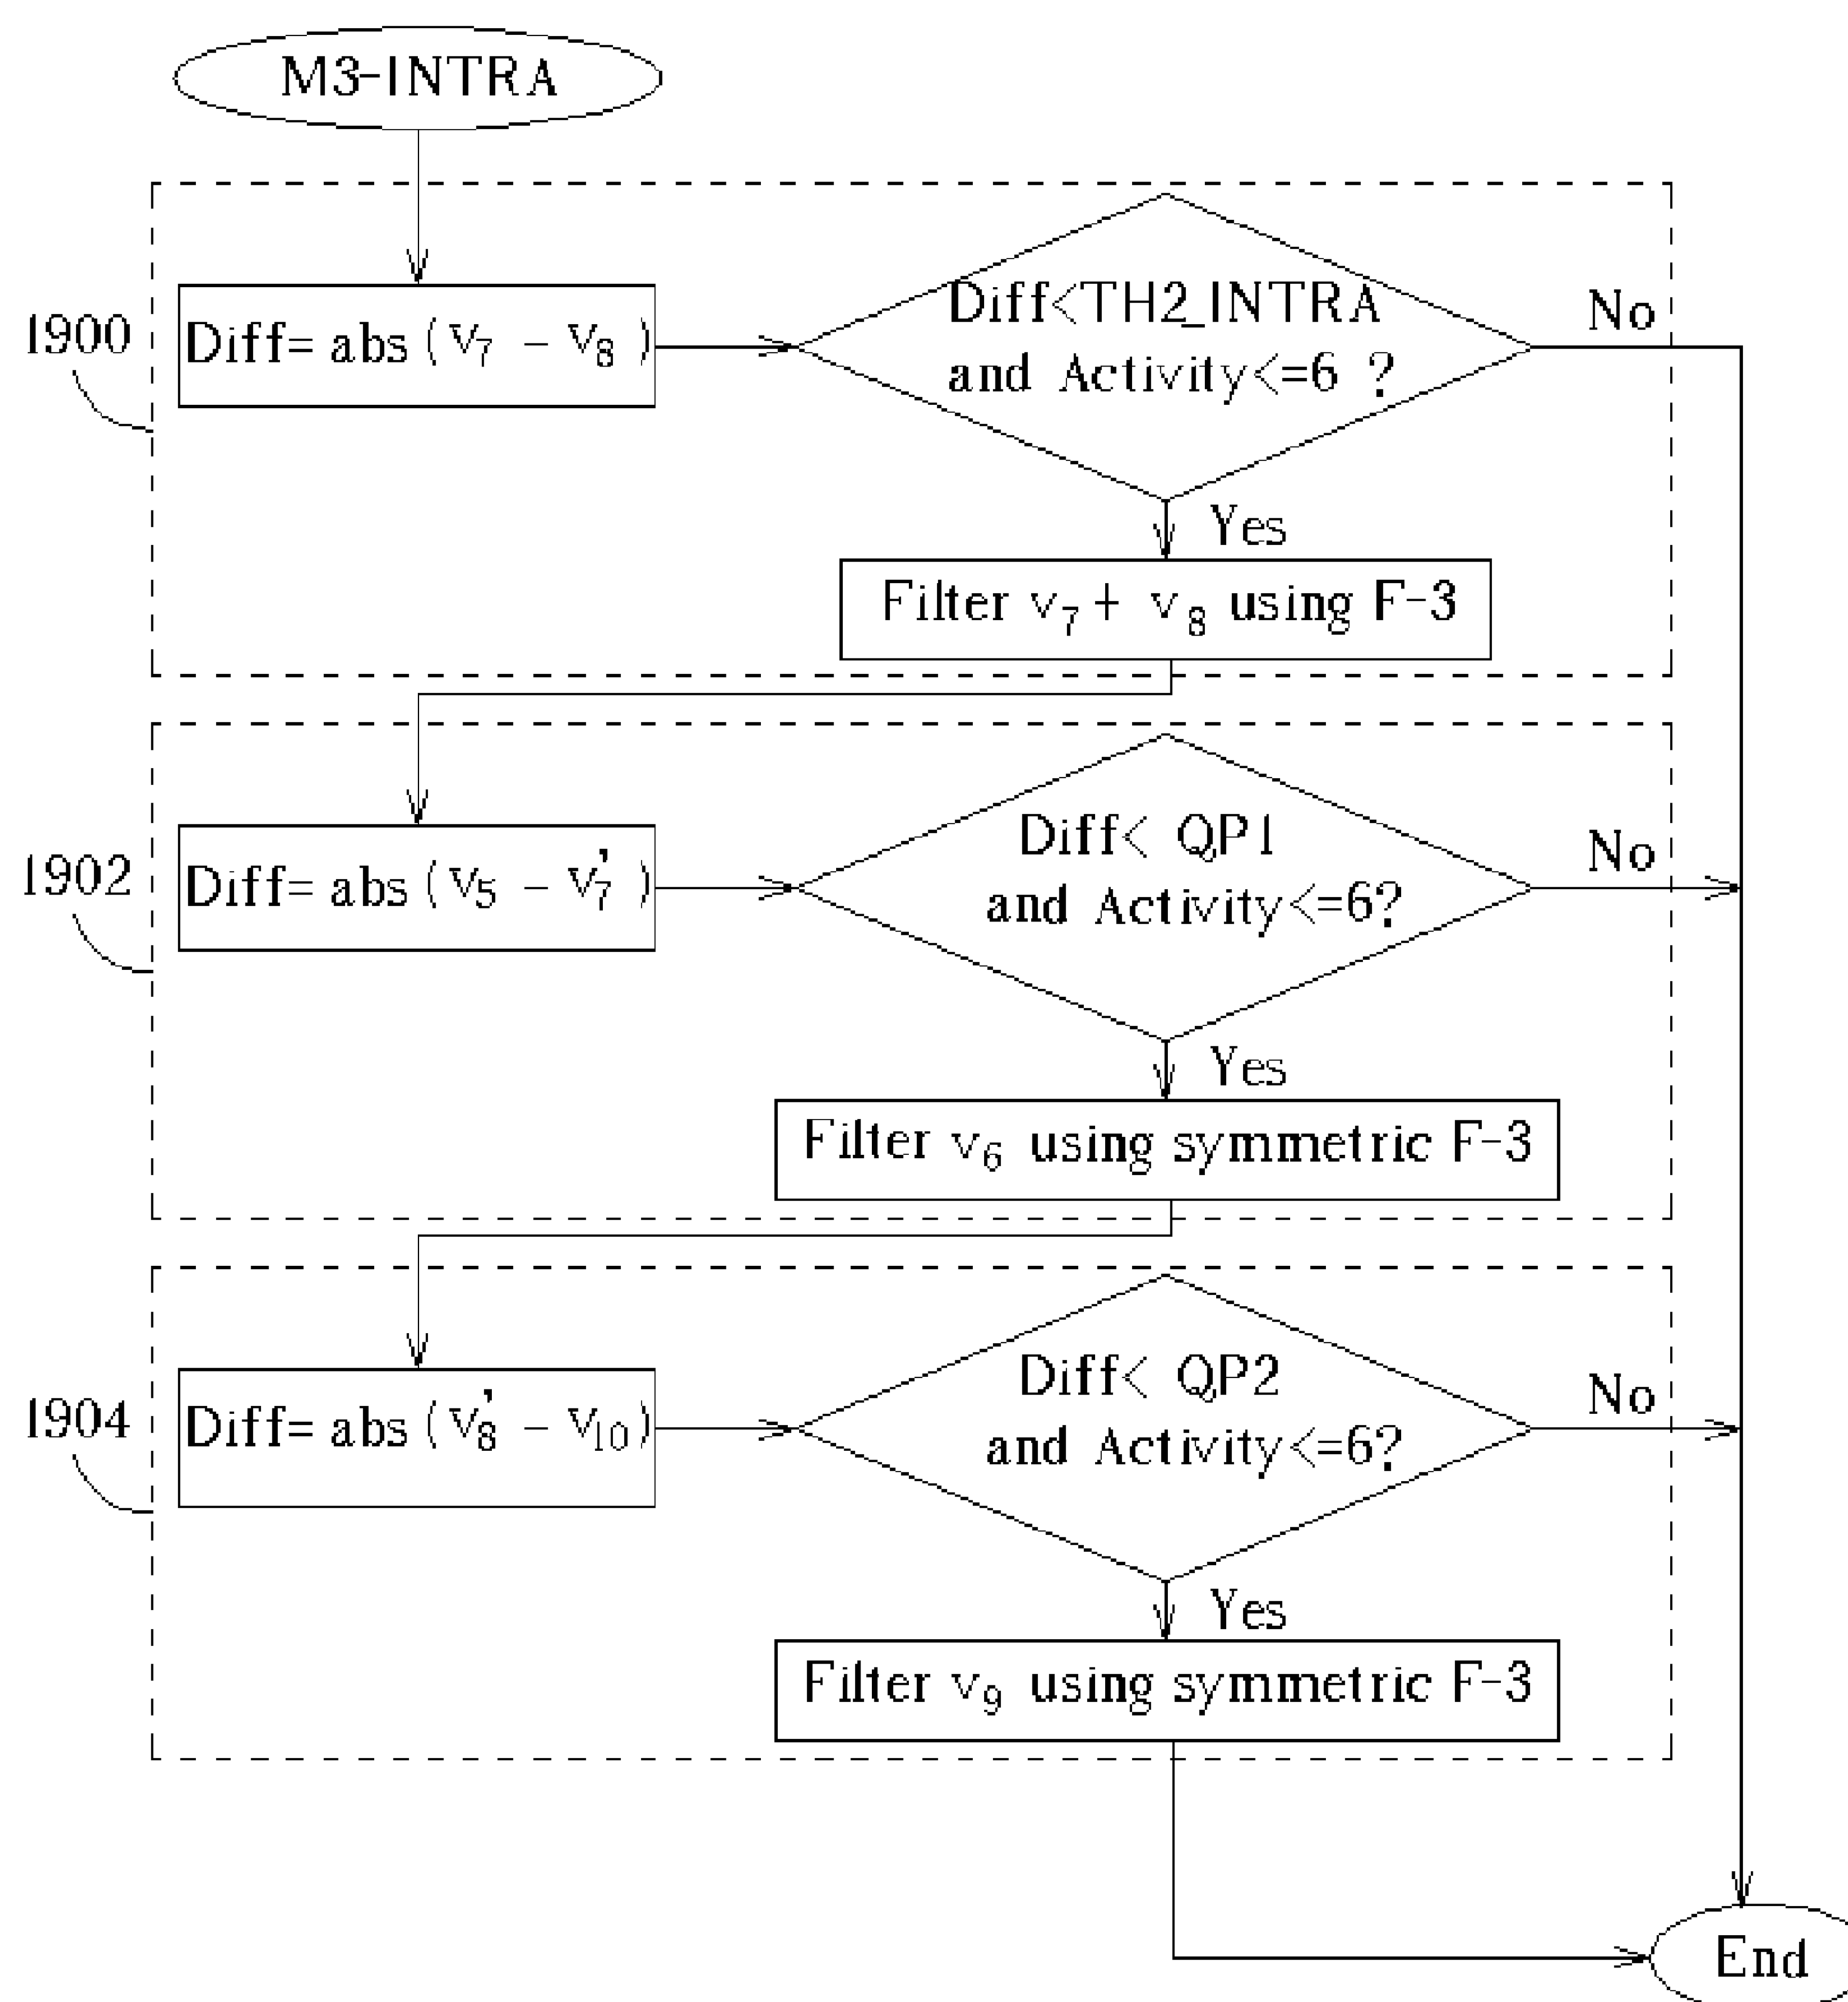 M3-INTRA
1900
Diff= abs (v7 - v8 )
Diff<TH2_INTRA
and Activity<=6 ?
No
Yes
Filter v7 + v8 using F-3
1902
Diff= abs (v5 - v'7 )
Diff< QP1
and Activity<=6?
No
Yes
Filter v6 using symmetric F-3
1904
Diff= abs (v'8 - v10)
Diff< QP2
and Activity<=6?
No
Yes
Filter v9 using symmetric F-3
End